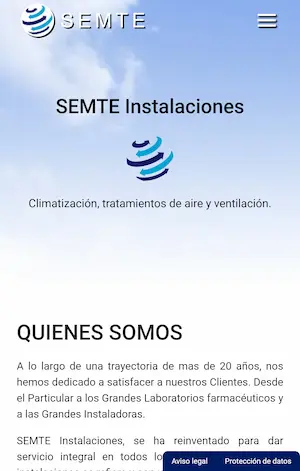 SEMTE
SEMTE Instalaciones
Climatización, tratamientos de aire y ventilación.
QUIENES SOMOS
A lo largo de una trayectoria de mas de 20 años, nos
hemos dedicado a satisfacer a nuestros Clientes. Desde
el Particular a los Grandes Laboratorios farmacéuticos y
a las Grandes Instaladoras.
SEMTE Instalaciones, se ha reinventado para dar
servicio integral en todos
Aviso legal Protección de datos